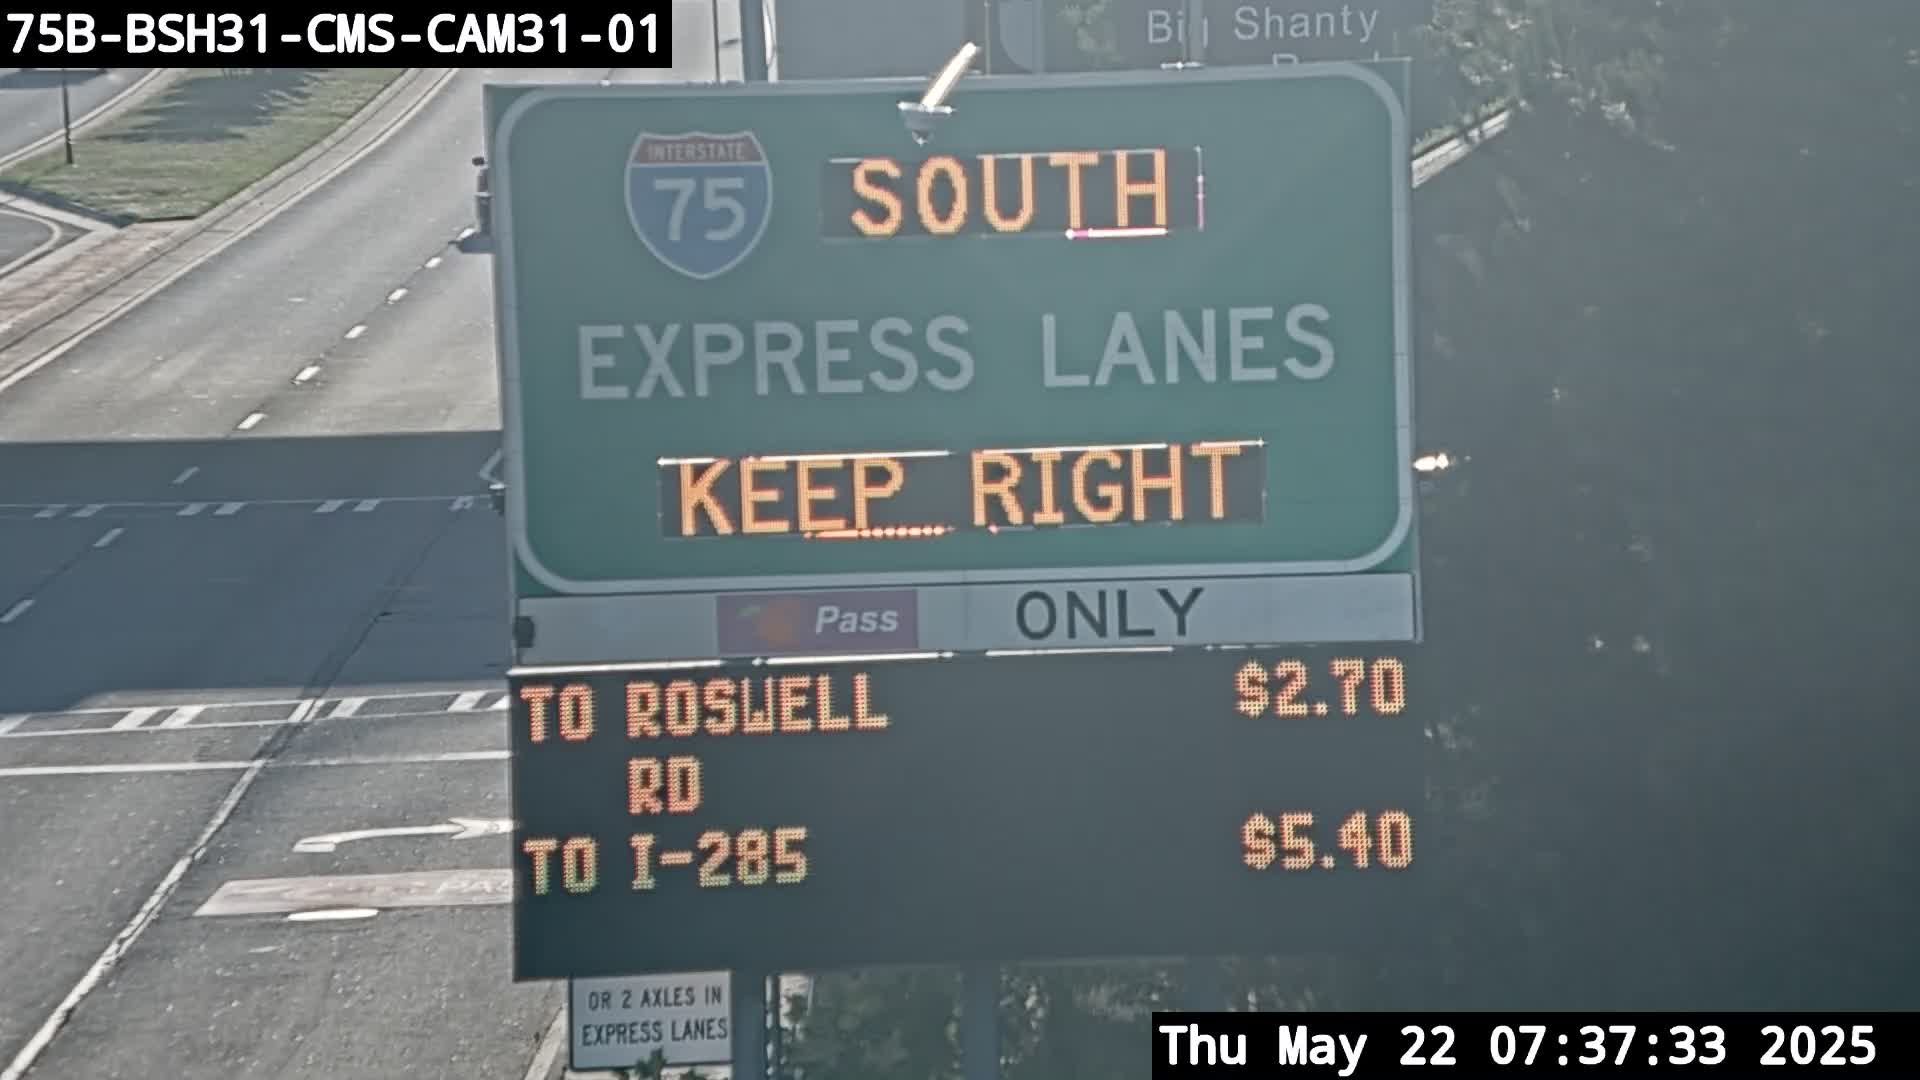 75B-BSH31-CMS-CAM31-01
Big Shanty
INTERSTATE
75
SOUTH
EXPRESS LANES
KEEP RIGHT
Pass ONLY
TO ROSWELL $2.70
RD
TO I-285 $5.40
OR 2 AXLES IN
EXPRESS LANES
Thu May 22 07:37:33 2025